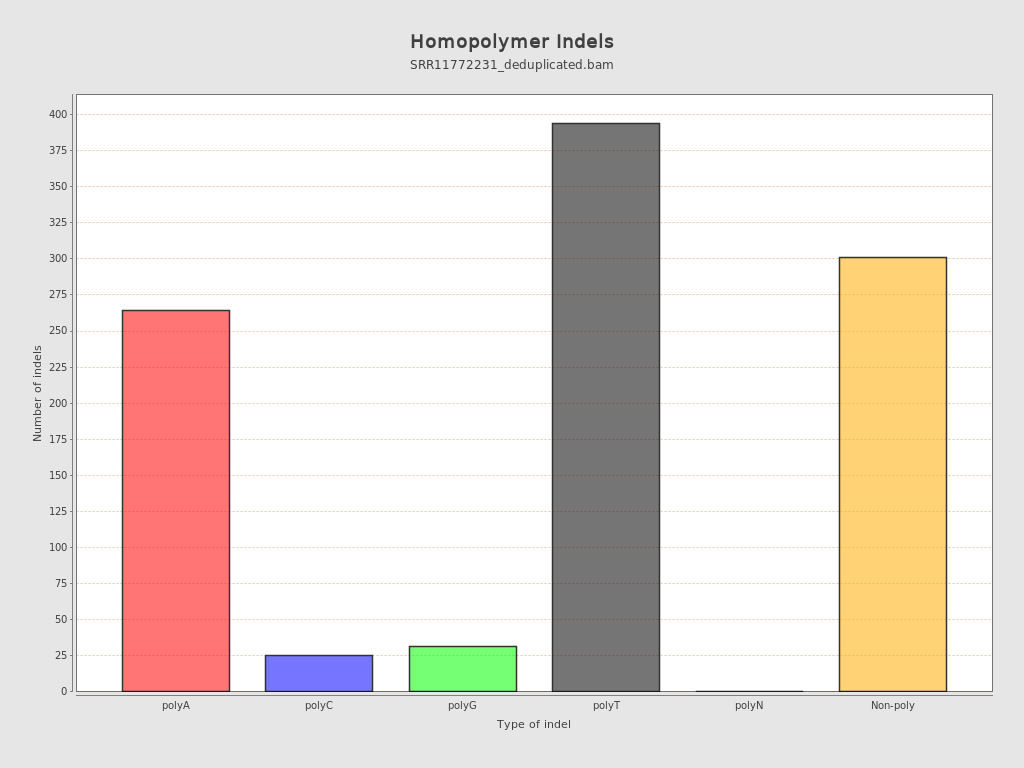 Homopolymer Indels
SRR11772231_deduplicated.bam
400
375
350
325
300
275
250
225
200
175
150
125
100
75
50
25
0
Number of indels
polyA
polyC
polyG
polyT
polyN
Non-poly
Type of indel